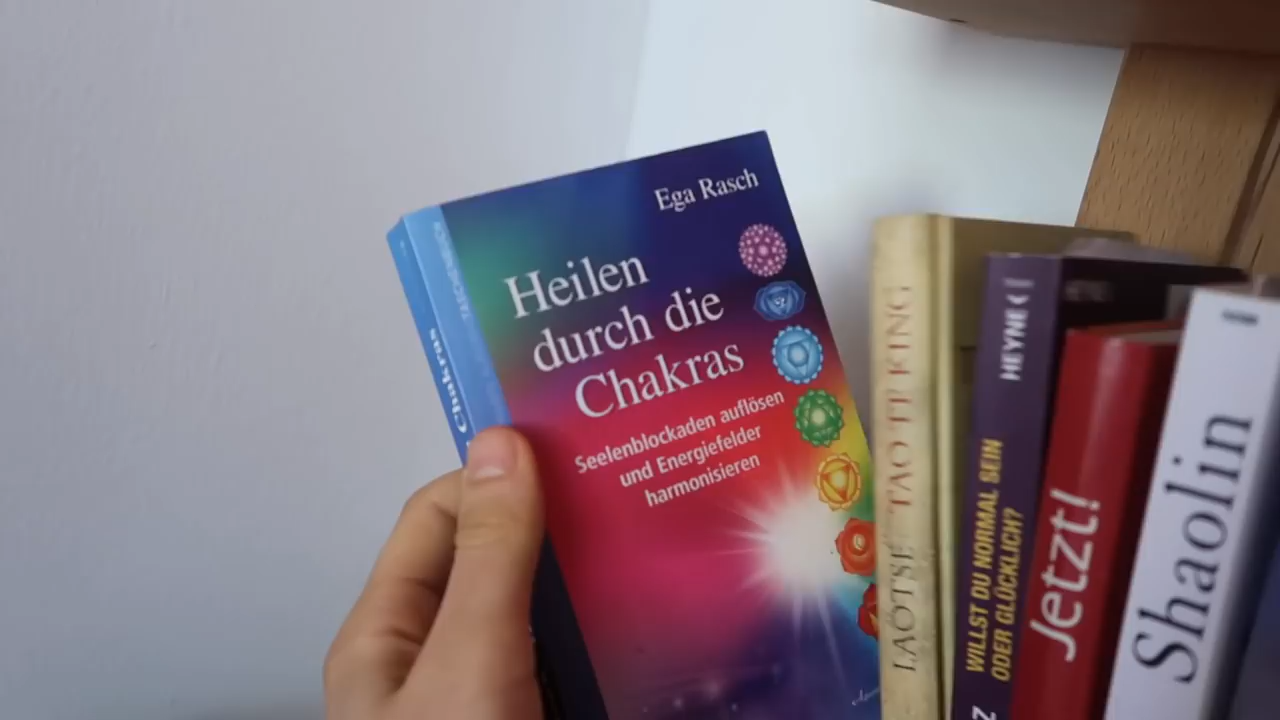 Ega Rasch
Heilen
durch die
Chakras
Seelenblockaden auflösen
und Energiefelder
harmonisieren
Chakras
LAOTSE TAO TE KING
HEYNE
WILLST DU NORMAL SEIN
ODER GLÜCKLICH?
Jetzt!
Shaolin